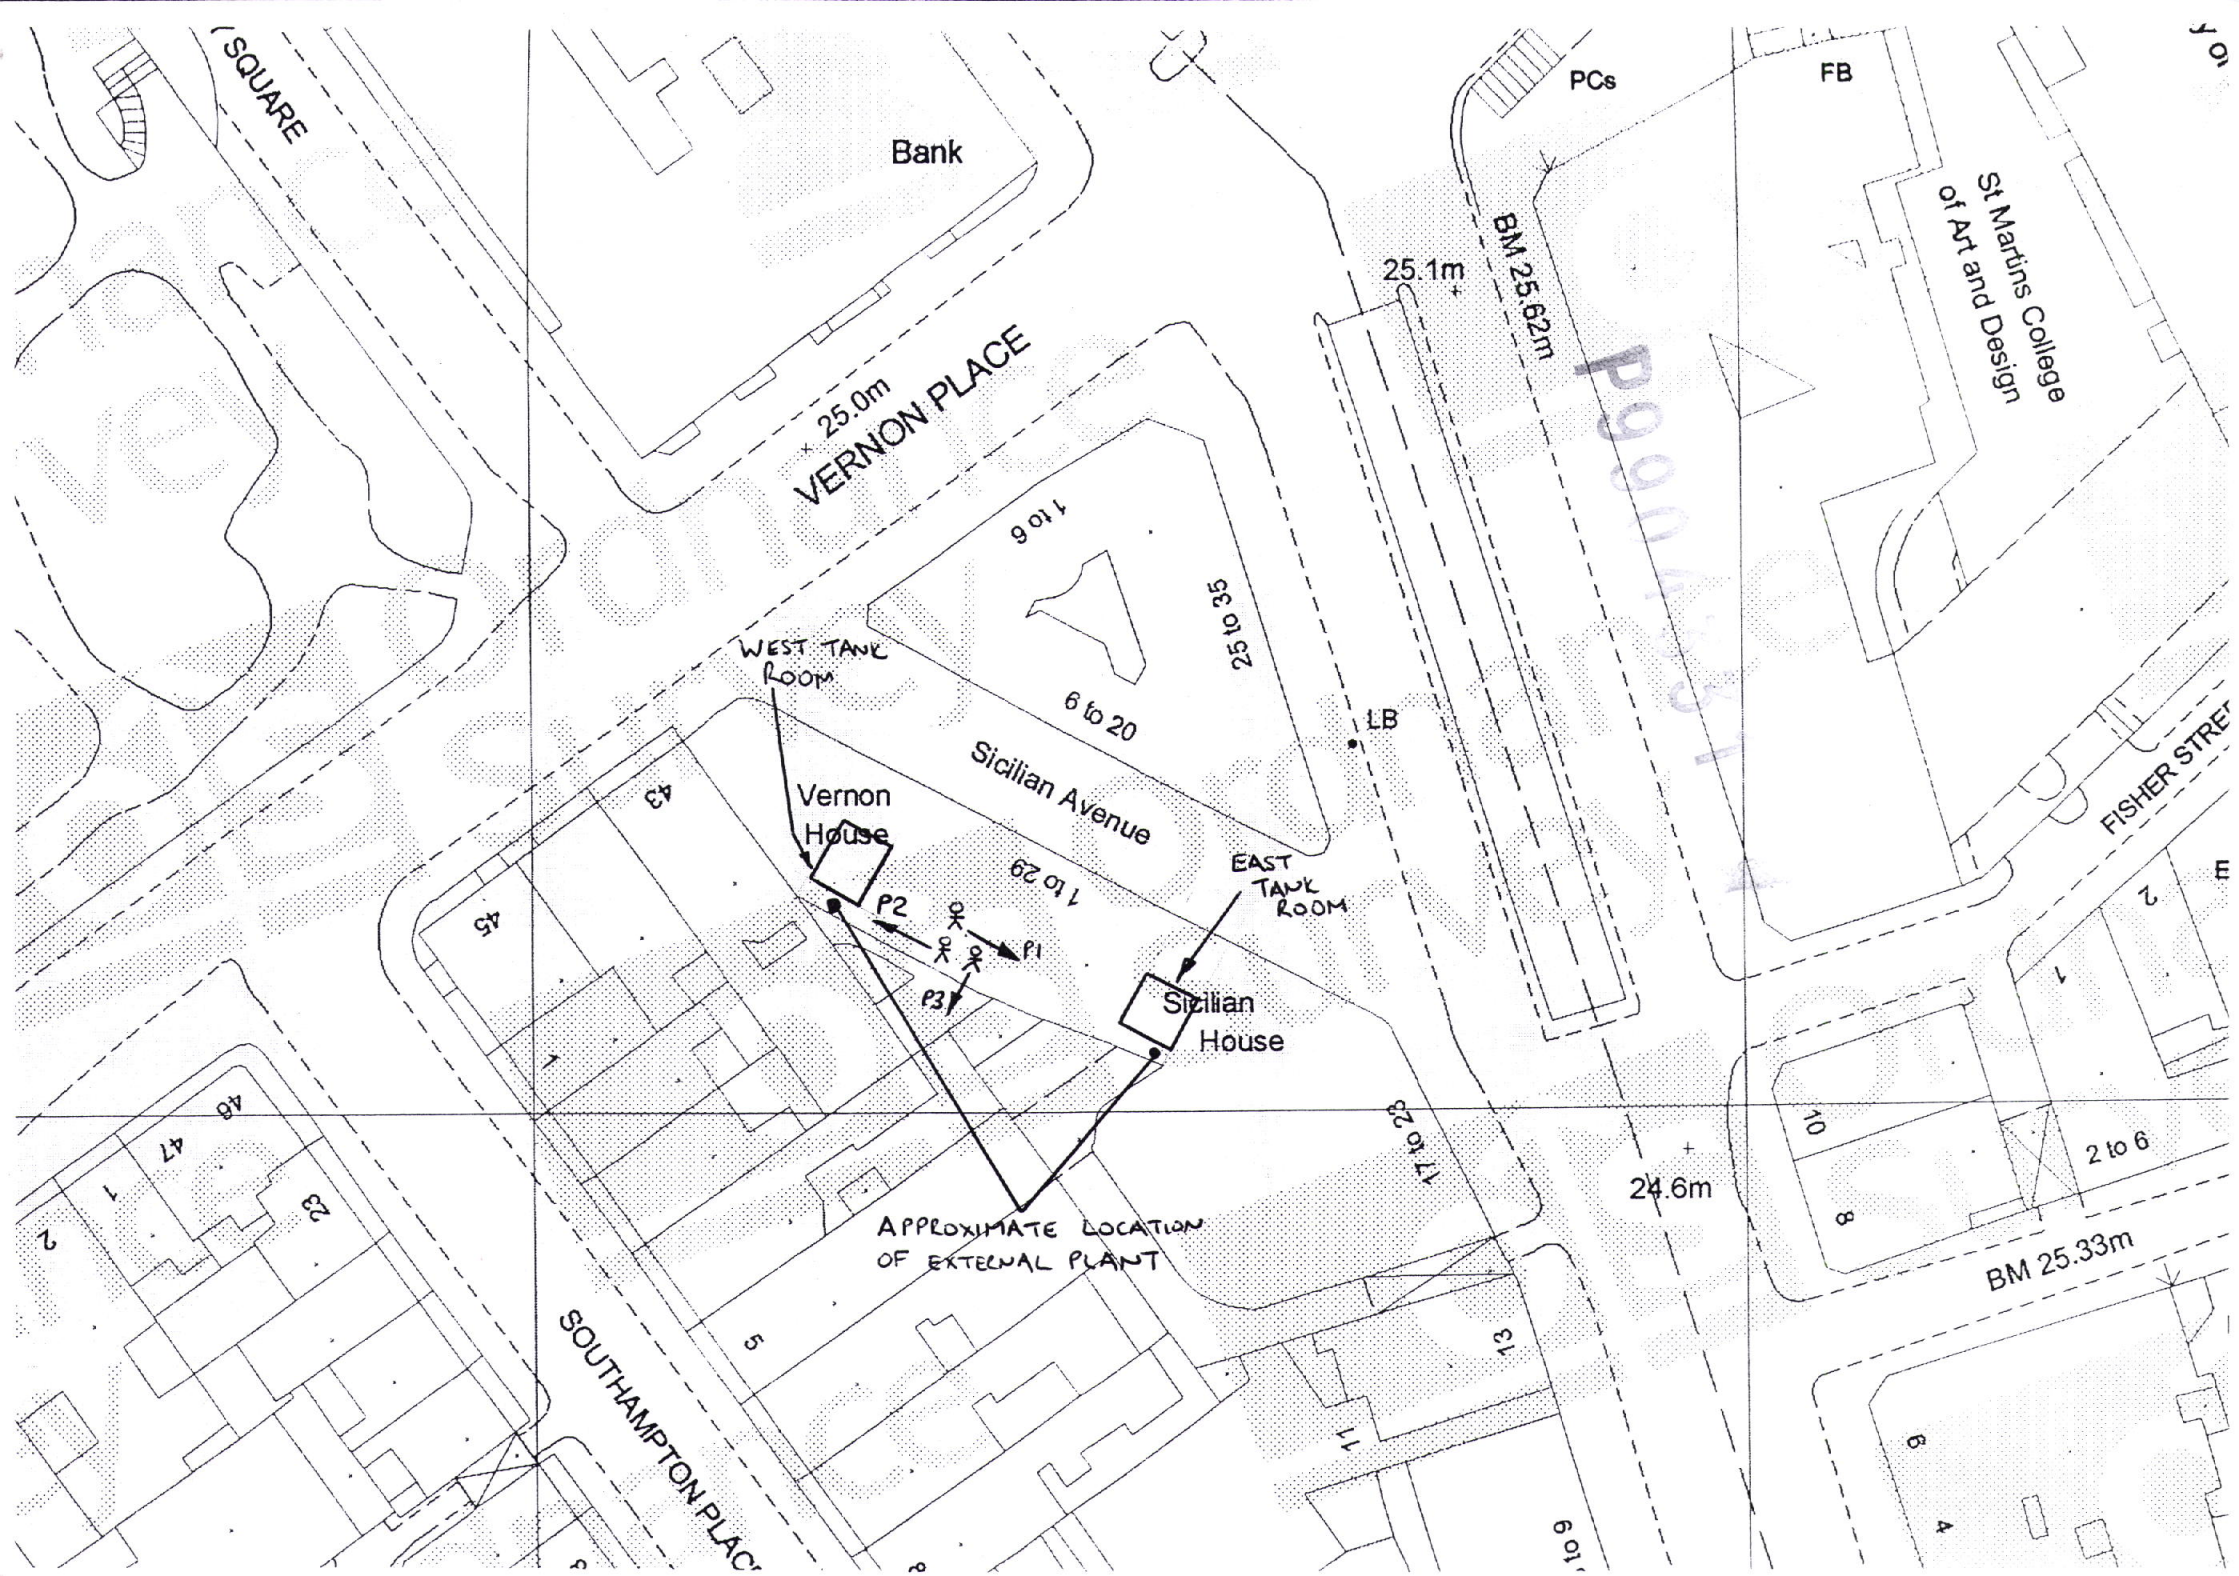 SQUARE
Bank
PCs
FB
St Martins College
of Art and Design
BM 25.62m
25.1m
25.0m
VERNON PLACE
1 to 6
25 to 35
6 to 20
LB
WEST TANK
ROOM
Sicilian Avenue
Vernon
House
43
45
1 to 29
EAST
TANK
ROOM
P2
P1
P3
Sicilian
House
FISHER STREE
E
2
1
1
46
47
1
23
2
17 to 23
10
8
2 to 6
24.6m
BM 25.33m
APPROXIMATE LOCATION
OF EXTERNAL PLANT
SOUTHAMPTON PLAC
5
13
11
to 9
6
4
Ordnance
Survey